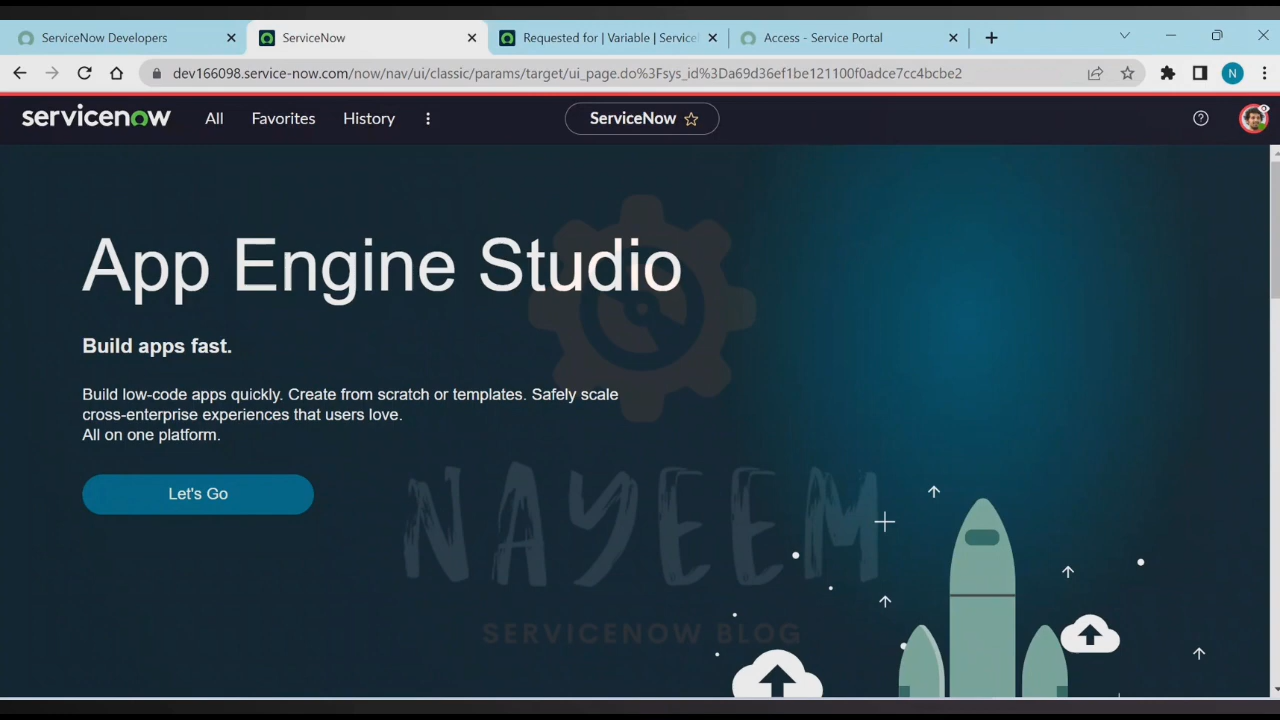 ServiceNow Developers
ServiceNow
Requested for | Variable | Service
Access - Service Portal
dev166098.service-now.com/now/nav/ui/classic/params/target/ui_page.do%3Fsys_id%3Da69d36ef1be121100f0adce7cc4bcbe2
N
servicenow
All
Favorites
History
ServiceNow
App Engine Studio
Build apps fast.
Build low-code apps quickly. Create from scratch or templates. Safely scale
cross-enterprise experiences that users love.
All on one platform.
Let's Go
NAYEEM
SERVICENOW BLOG